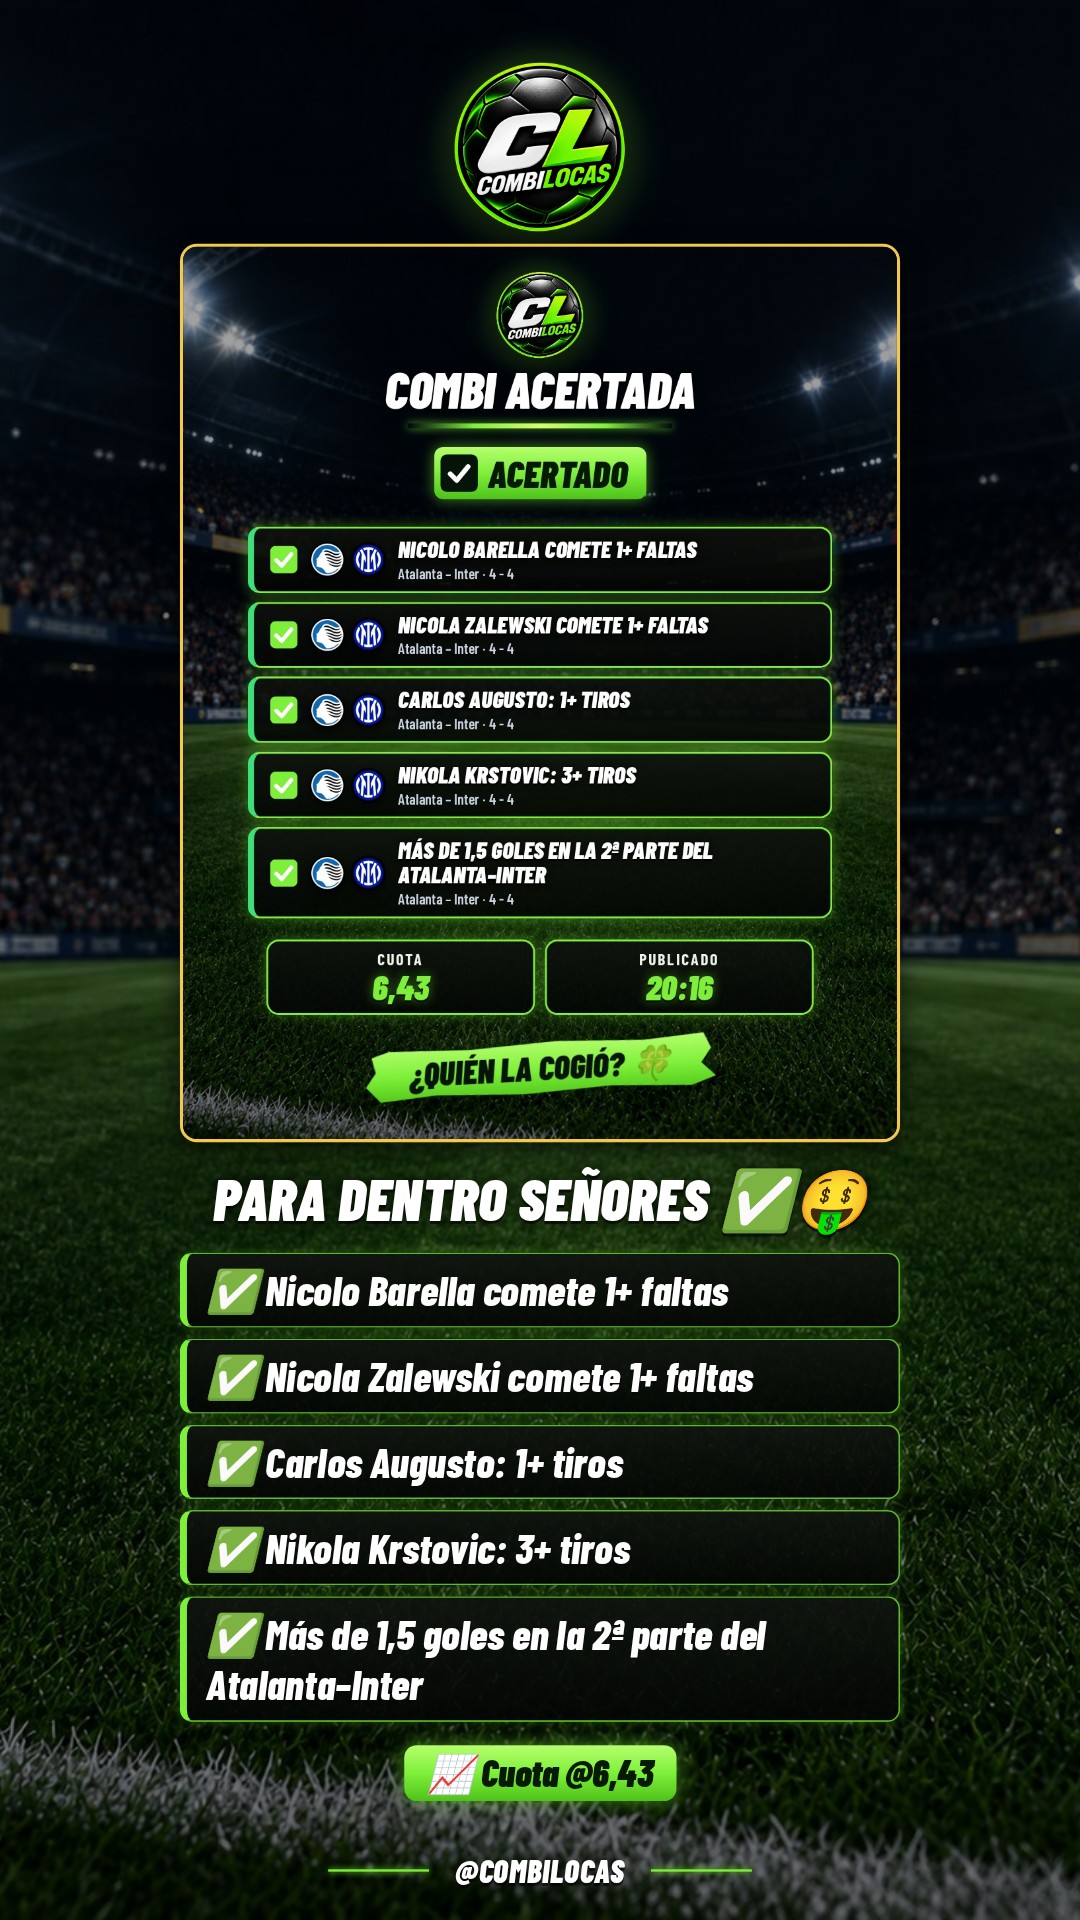 CL
COMBILOCAS
CL
COMBILOCAS
COMBI ACERTADA
ACERTADO
NICOLO BARELLA COMETE 1+ FALTAS
Atalanta – Inter · 4 - 4
NICOLA ZALEWSKI COMETE 1+ FALTAS
Atalanta – Inter · 4 - 4
CARLOS AUGUSTO: 1+ TIROS
Atalanta – Inter · 4 - 4
NIKOLA KRSTOVIC: 3+ TIROS
Atalanta – Inter · 4 - 4
MÁS DE 1,5 GOLES EN LA 2ª PARTE DEL
ATALANTA-INTER
Atalanta – Inter · 4 - 4
CUOTA
6,43
PUBLICADO
20:16
¿QUIÉN LA COGIÓ? 🍀
PARA DENTRO SEÑORES ✅🤑
✅ Nicolo Barella comete 1+ faltas
✅ Nicola Zalewski comete 1+ faltas
✅ Carlos Augusto: 1+ tiros
✅ Nikola Krstovic: 3+ tiros
✅ Más de 1,5 goles en la 2ª parte del
Atalanta-Inter
📈 Cuota @6,43
@COMBILOCAS